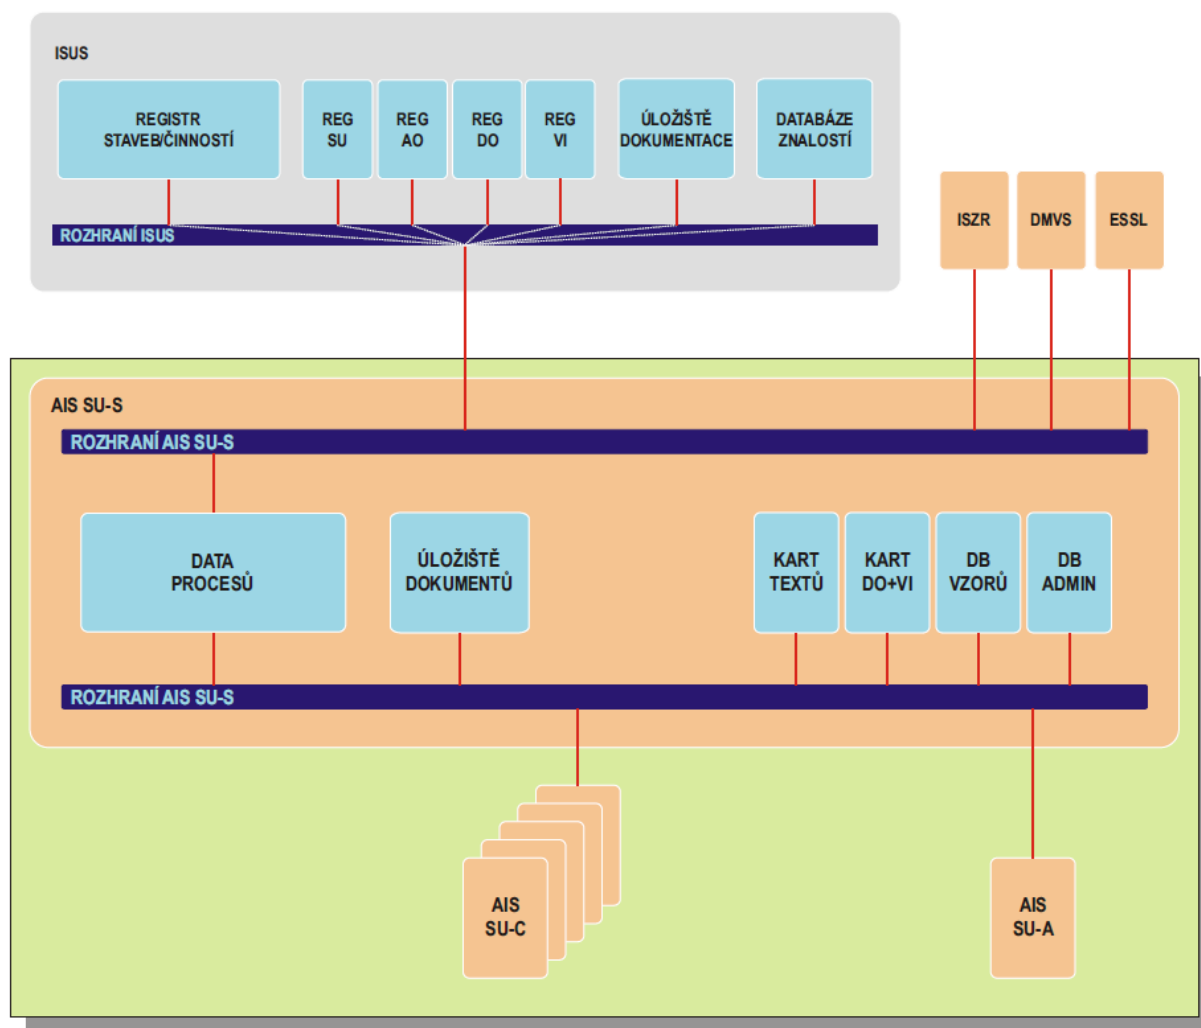 ISUS
REGISTR
STAVEB/ČINNOSTÍ
REG
SU
REG
AO
REG
DO
REG
VI
ÚLOŽIŠTĚ
DOKUMENTACE
DATABÁZE
ZNALOSTÍ
ROZHRANÍ ISUS
ISZR
DMVS
ESSL
AIS SU-S
ROZHRANÍ AIS SU-S
DATA
PROCESŮ
ÚLOŽIŠTĚ
DOKUMENTŮ
KART
TEXTŮ
KART
DO+VI
DB
VZORŮ
DB
ADMIN
ROZHRANÍ AIS SU-S
AIS
SU-C
AIS
SU-A